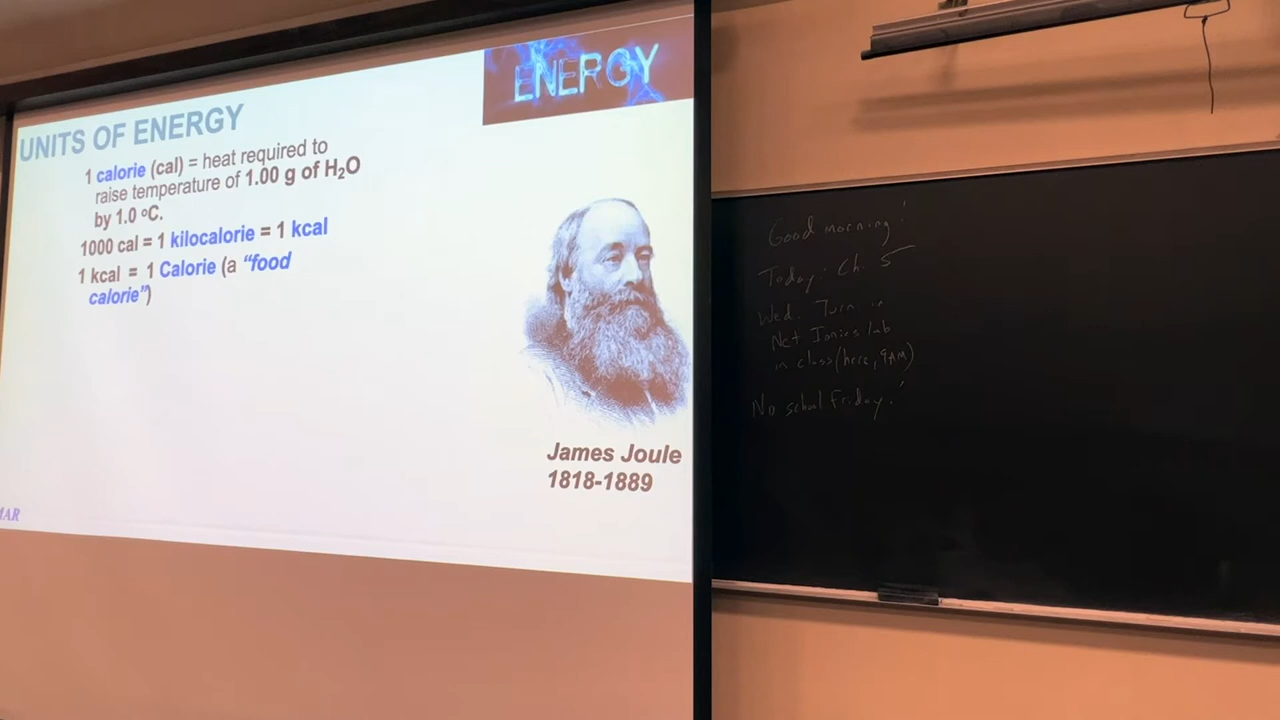 ENERGY
UNITS OF ENERGY
1 calorie (cal) = heat required to
raise temperature of 1.00 g of H₂O
by 1.0 °C.
1000 cal = 1 kilocalorie = 1 kcal
1 kcal = 1 Calorie (a “food
calorie”)
James Joule
1818-1889
MAR
Good morning!
Today: Ch. 5
Wed. Turn in
Net Ionics lab
in class (here, 9AM)
No school Friday!